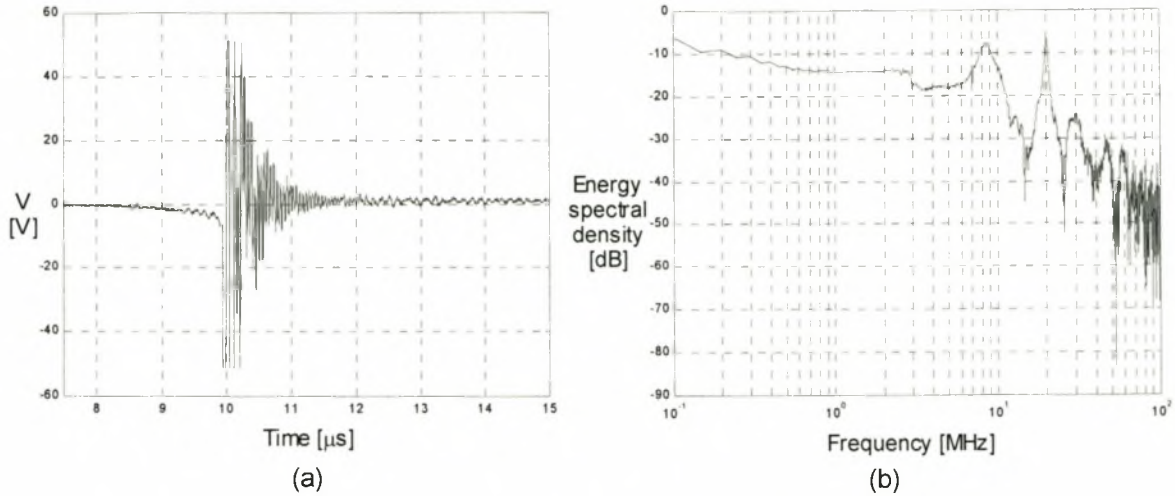 60
40
20
0
-20
-40
-60
V
[V]
8 9 10 11 12 13 14 15
Time [μs]
(a)
0
-10
-20
-30
-40
-50
-60
-70
-80
-90
Energy
spectral
density
[dB]
10⁻¹ 10⁰ 10¹ 10²
Frequency [MHz]
(b)